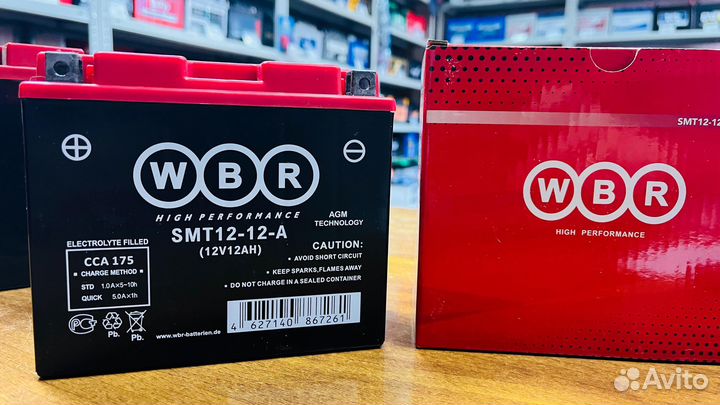 WBR
HIGH PERFORMANCE
SMT12-12-A
(12V12AH)
AGM
TECHNOLOGY
ELECTROLYTE FILLED
CCA 175
• CHARGE METHOD •
STD 1.0A×5~10h
QUICK 5.0A×1h
CAUTION:
• AVOID SHORT CIRCUIT
• KEEP SPARKS,FLAMES AWAY
• DO NOT CHARGE IN A SEALED CONTAINER
Pb. Pb.
www.wbr-batterien.de
4 627140 867261
SMT12-12
WBR
HIGH PERFORMANCE
Avito